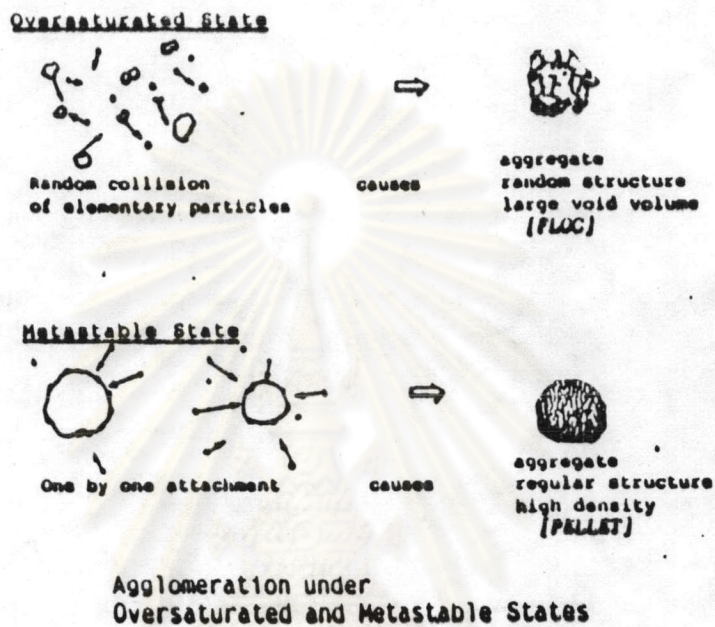 Oversaturated State
Random collision
of elementary particles
causes
aggregate
random structure
large void volume
[FLOC]
Metastable State
One by one attachment
causes
aggregate
regular structure
high density
[PELLET]
Agglomeration under
Oversaturated and Metastable States